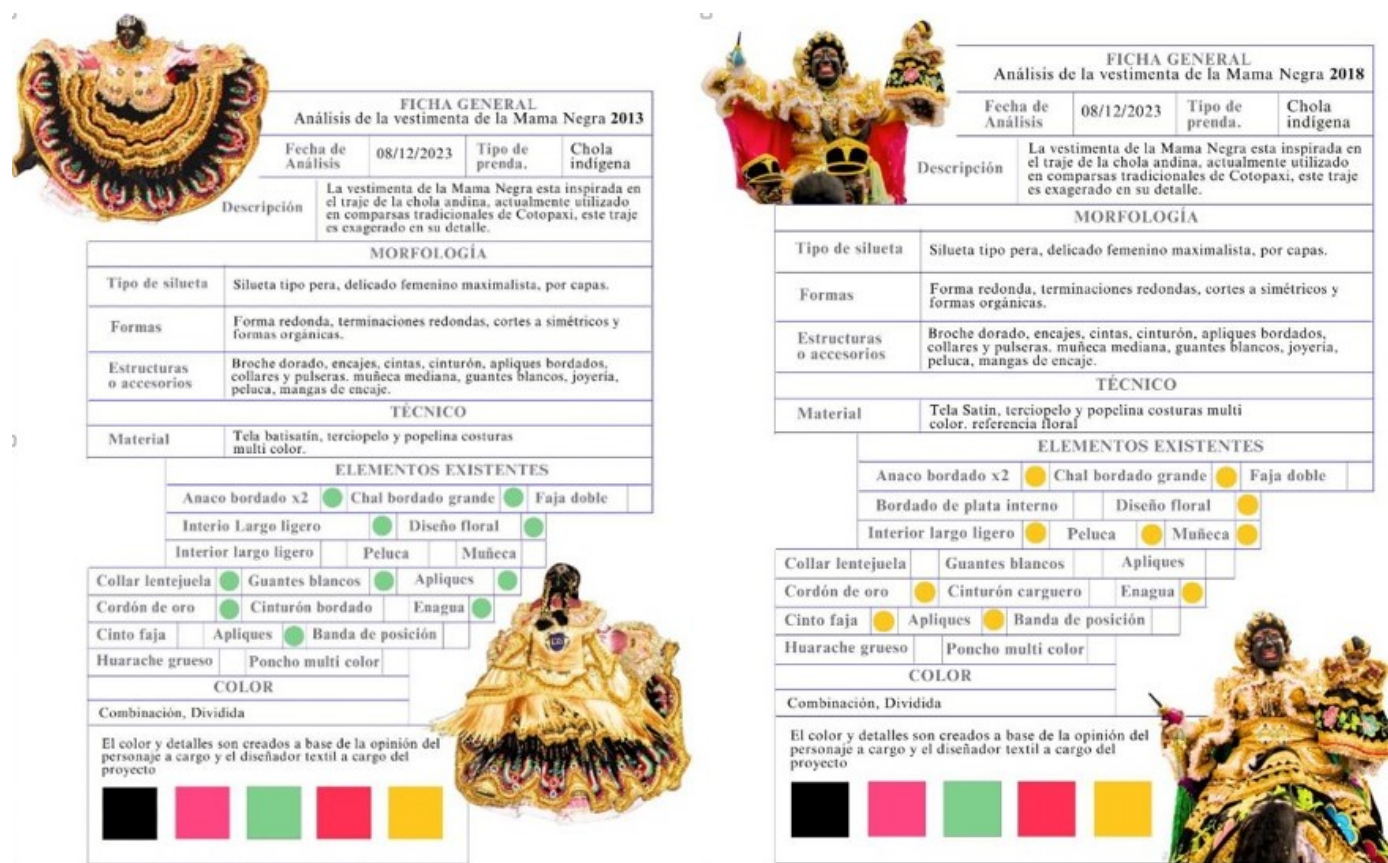 FICHA GENERAL
Análisis de la vestimenta de la Mama Negra 2013
Fecha de Análisis 08/12/2023 Tipo de prenda. Chola indígena
Descripción
La vestimenta de la Mama Negra esta inspirada en
el traje de la chola andina, actualmente utilizado
en comparsas tradicionales de Cotopaxi, este traje
es exagerado en su detalle.
MORFOLOGÍA
Tipo de silueta Silueta tipo pera, delicado femenino maximalista, por capas.
Formas
Forma redonda, terminaciones redondas, cortes a simétricos y
formas orgánicas.
Estructuras
o accesorios
Broche dorado, encajes, cintas, cinturón, apliques bordados,
collares y pulseras. muñeca mediana, guantes blancos, joyería,
peluca, mangas de encaje.
TÉCNICO
Material
Tela batisatín, terciopelo y popelina costuras
multi color.
ELEMENTOS EXISTENTES
Anaco bordado x2 Chal bordado grande Faja doble
Interio Largo ligero Diseño floral
Interior largo ligero Peluca Muñeca
Collar lentejuela Guantes blancos Apliques
Cordón de oro Cinturón bordado Enagua
Cinto faja Apliques Banda de posición
Huarache grueso Poncho multi color
COLOR
Combinación, Dividida
El color y detalles son creados a base de la opinión del
personaje a cargo y el diseñador textil a cargo del
proyecto
FICHA GENERAL
Análisis de la vestimenta de la Mama Negra 2018
Fecha de Análisis 08/12/2023 Tipo de prenda. Chola indígena
Descripción
La vestimenta de la Mama Negra esta inspirada en
el traje de la chola andina, actualmente utilizado
en comparsas tradicionales de Cotopaxi, este traje
es exagerado en su detalle.
MORFOLOGÍA
Tipo de silueta Silueta tipo pera, delicado femenino maximalista, por capas.
Formas
Forma redonda, terminaciones redondas, cortes a simétricos y
formas orgánicas.
Estructuras
o accesorios
Broche dorado, encajes, cintas, cinturón, apliques bordados,
collares y pulseras. muñeca mediana, guantes blancos, joyería,
peluca, mangas de encaje.
TÉCNICO
Material
Tela Satín, terciopelo y popelina costuras multi
color. referencia floral
ELEMENTOS EXISTENTES
Anaco bordado x2 Chal bordado grande Faja doble
Bordado de plata interno Diseño floral
Interior largo ligero Peluca Muñeca
Collar lentejuela Guantes blancos Apliques
Cordón de oro Cinturón carguero Enagua
Cinto faja Apliques Banda de posición
Huarache grueso Poncho multi color
COLOR
Combinación, Dividida
El color y detalles son creados a base de la opinión del
personaje a cargo y el diseñador textil a cargo del
proyecto